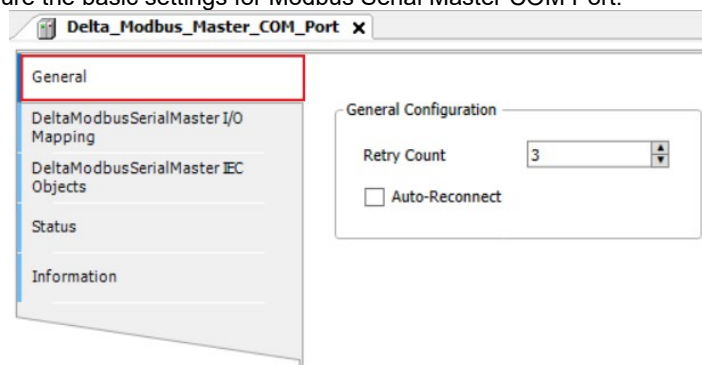 ure the basic settings for Modbus Serial Master COM Port.
Delta_Modbus_Master_COM_Port X
General
DeltaModbusSerialMaster I/O
Mapping
DeltaModbusSerialMaster IEC
Objects
Status
Information
General Configuration
Retry Count 3
Auto-Reconnect